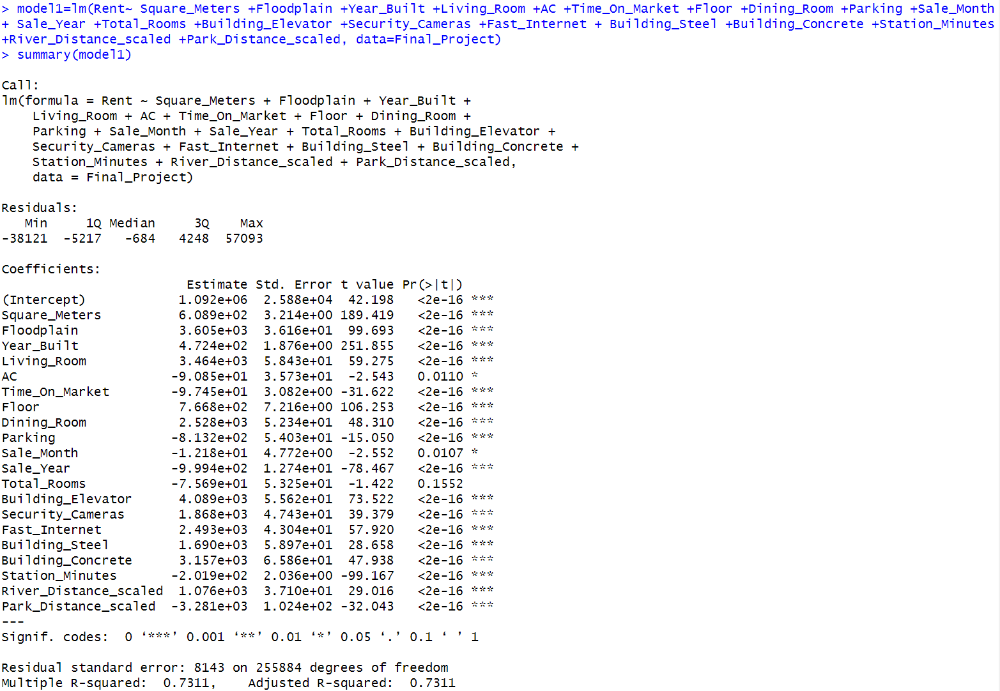 > model1=lm(Rent~ Square_Meters +Floodplain +Year_Built +Living_Room +AC +Time_On_Market +Floor +Dining_Room +Parking +Sale_Month
+ Sale_Year +Total_Rooms +Building_Elevator +Security_Cameras +Fast_Internet + Building_Steel +Building_Concrete +Station_Minutes
+River_Distance_scaled +Park_Distance_scaled, data=Final_Project)
> summary(model1)
Call:
lm(formula = Rent ~ Square_Meters + Floodplain + Year_Built +
    Living_Room + AC + Time_On_Market + Floor + Dining_Room +
    Parking + Sale_Month + Sale_Year + Total_Rooms + Building_Elevator +
    Security_Cameras + Fast_Internet + Building_Steel + Building_Concrete +
    Station_Minutes + River_Distance_scaled + Park_Distance_scaled,
    data = Final_Project)
Residuals:
   Min     1Q Median     3Q    Max
-38121  -5217   -684   4248  57093
Coefficients:
                        Estimate Std. Error t value Pr(>|t|)
(Intercept)            1.092e+06  2.588e+04  42.198   <2e-16 ***
Square_Meters          6.089e+02  3.214e+00 189.419   <2e-16 ***
Floodplain             3.605e+03  3.616e+01  99.693   <2e-16 ***
Year_Built             4.724e+02  1.876e+00 251.855   <2e-16 ***
Living_Room            3.464e+03  5.843e+01  59.275   <2e-16 ***
AC                    -9.085e+01  3.573e+01  -2.543   0.0110 *
Time_On_Market        -9.745e+01  3.082e+00 -31.622   <2e-16 ***
Floor                  7.668e+02  7.216e+00 106.253   <2e-16 ***
Dining_Room            2.528e+03  5.234e+01  48.310   <2e-16 ***
Parking               -8.132e+02  5.403e+01 -15.050   <2e-16 ***
Sale_Month            -1.218e+01  4.772e+00  -2.552   0.0107 *
Sale_Year             -9.994e+02  1.274e+01 -78.467   <2e-16 ***
Total_Rooms           -7.569e+01  5.325e+01  -1.422   0.1552
Building_Elevator      4.089e+03  5.562e+01  73.522   <2e-16 ***
Security_Cameras       1.868e+03  4.743e+01  39.379   <2e-16 ***
Fast_Internet          2.493e+03  4.304e+01  57.920   <2e-16 ***
Building_Steel         1.690e+03  5.897e+01  28.658   <2e-16 ***
Building_Concrete      3.157e+03  6.586e+01  47.938   <2e-16 ***
Station_Minutes       -2.019e+02  2.036e+00 -99.167   <2e-16 ***
River_Distance_scaled  1.076e+03  3.710e+01  29.016   <2e-16 ***
Park_Distance_scaled  -3.281e+03  1.024e+02 -32.043   <2e-16 ***
---
Signif. codes:  0 ‘***’ 0.001 ‘**’ 0.01 ‘*’ 0.05 ‘.’ 0.1 ‘ ’ 1
Residual standard error: 8143 on 255884 degrees of freedom
Multiple R-squared:  0.7311,	Adjusted R-squared:  0.7311